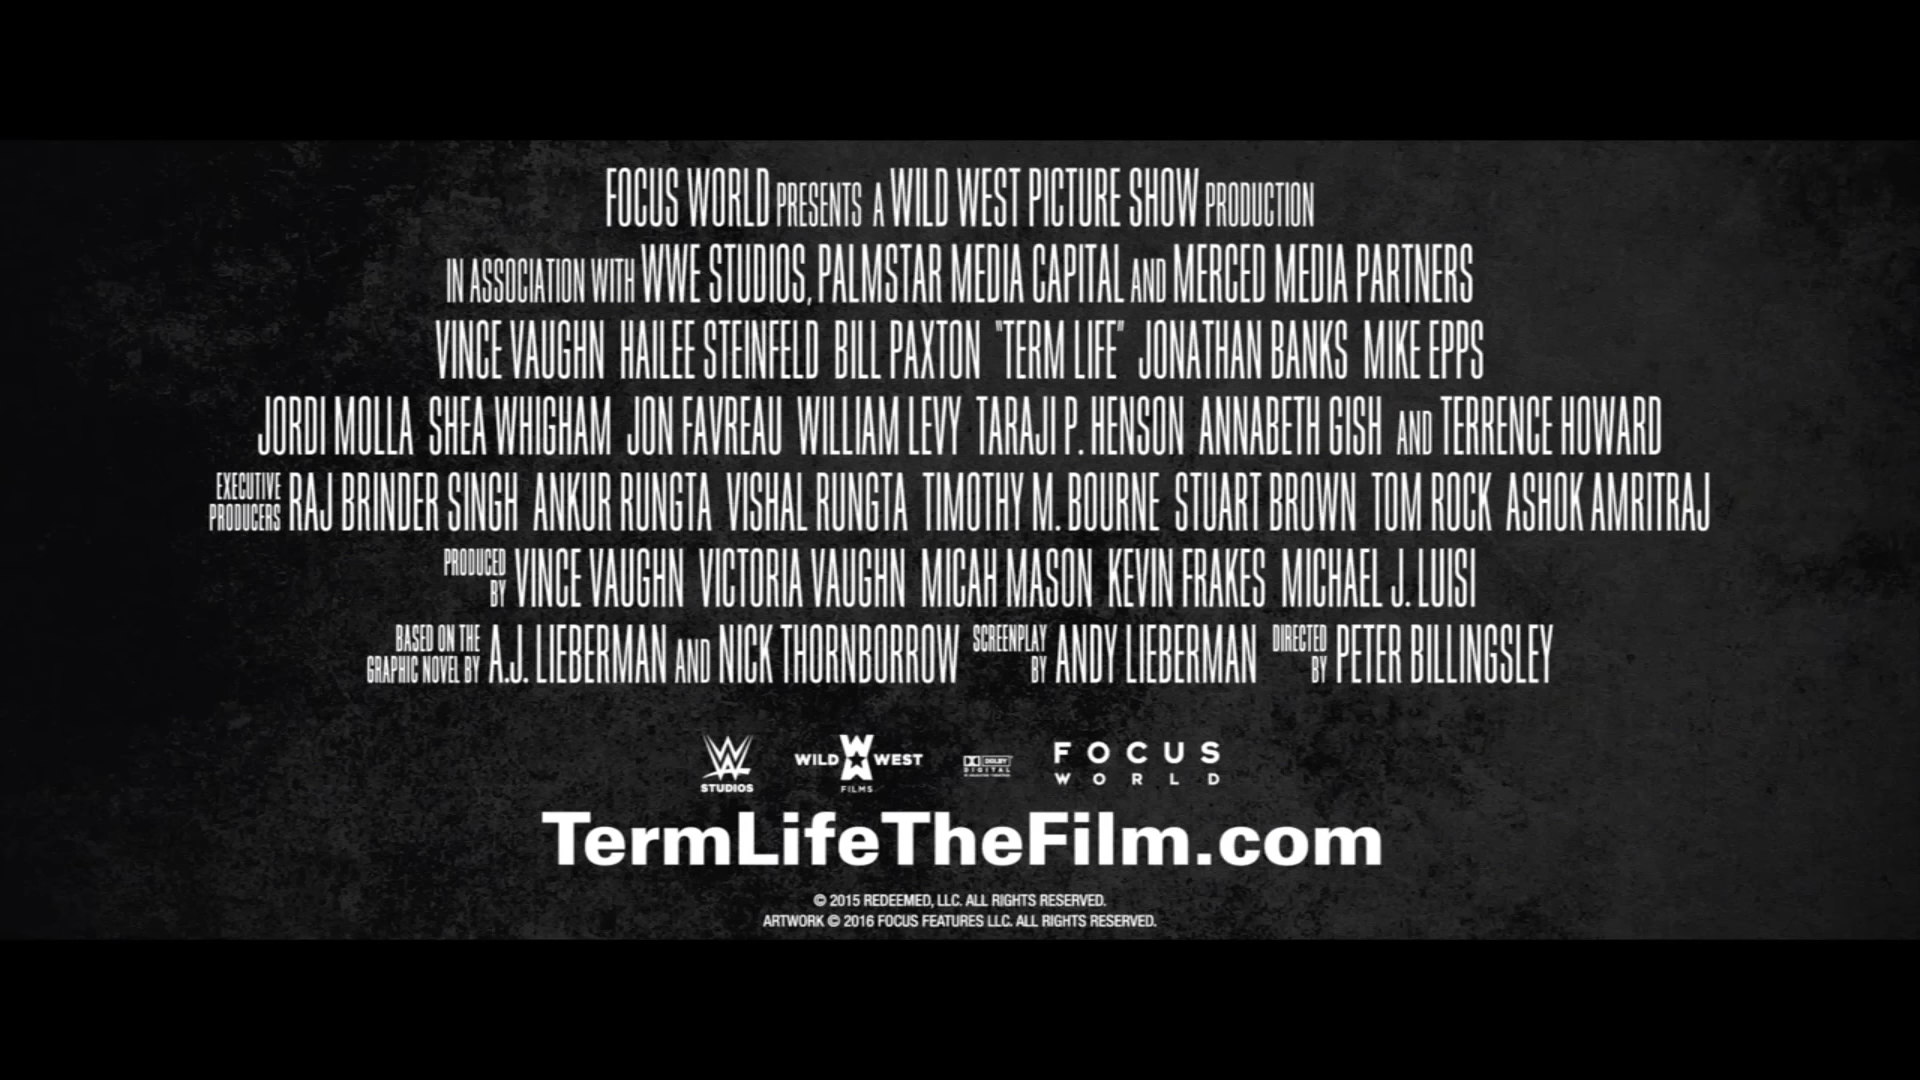 FOCUS WORLD PRESENTS A WILD WEST PICTURE SHOW PRODUCTION
IN ASSOCIATION WITH WWE STUDIOS, PALMSTAR MEDIA CAPITAL AND MERCED MEDIA PARTNERS
VINCE VAUGHN HAILEE STEINFELD BILL PAXTON "TERM LIFE" JONATHAN BANKS MIKE EPPS
JORDI MOLLA SHEA WHIGHAM JON FAVREAU WILLIAM LEVY TARAJI P. HENSON ANNABETH GISH AND TERRENCE HOWARD
EXECUTIVE PRODUCERS RAJ BRINDER SINGH ANKUR RUNGTA VISHAL RUNGTA TIMOTHY M. BOURNE STUART BROWN TOM ROCK ASHOK AMRITRAJ
PRODUCED BY VINCE VAUGHN VICTORIA VAUGHN MICAH MASON KEVIN FRAKES MICHAEL J. LUISI
BASED ON THE GRAPHIC NOVEL BY A.J. LIEBERMAN AND NICK THORNBORROW SCREENPLAY BY ANDY LIEBERMAN DIRECTED BY PETER BILLINGSLEY
W STUDIOS WILD W WEST FILMS DOLBY DIGITAL FOCUS WORLD
TermLifeTheFilm.com
© 2015 REDEEMED, LLC. ALL RIGHTS RESERVED.
ARTWORK © 2016 FOCUS FEATURES LLC. ALL RIGHTS RESERVED.